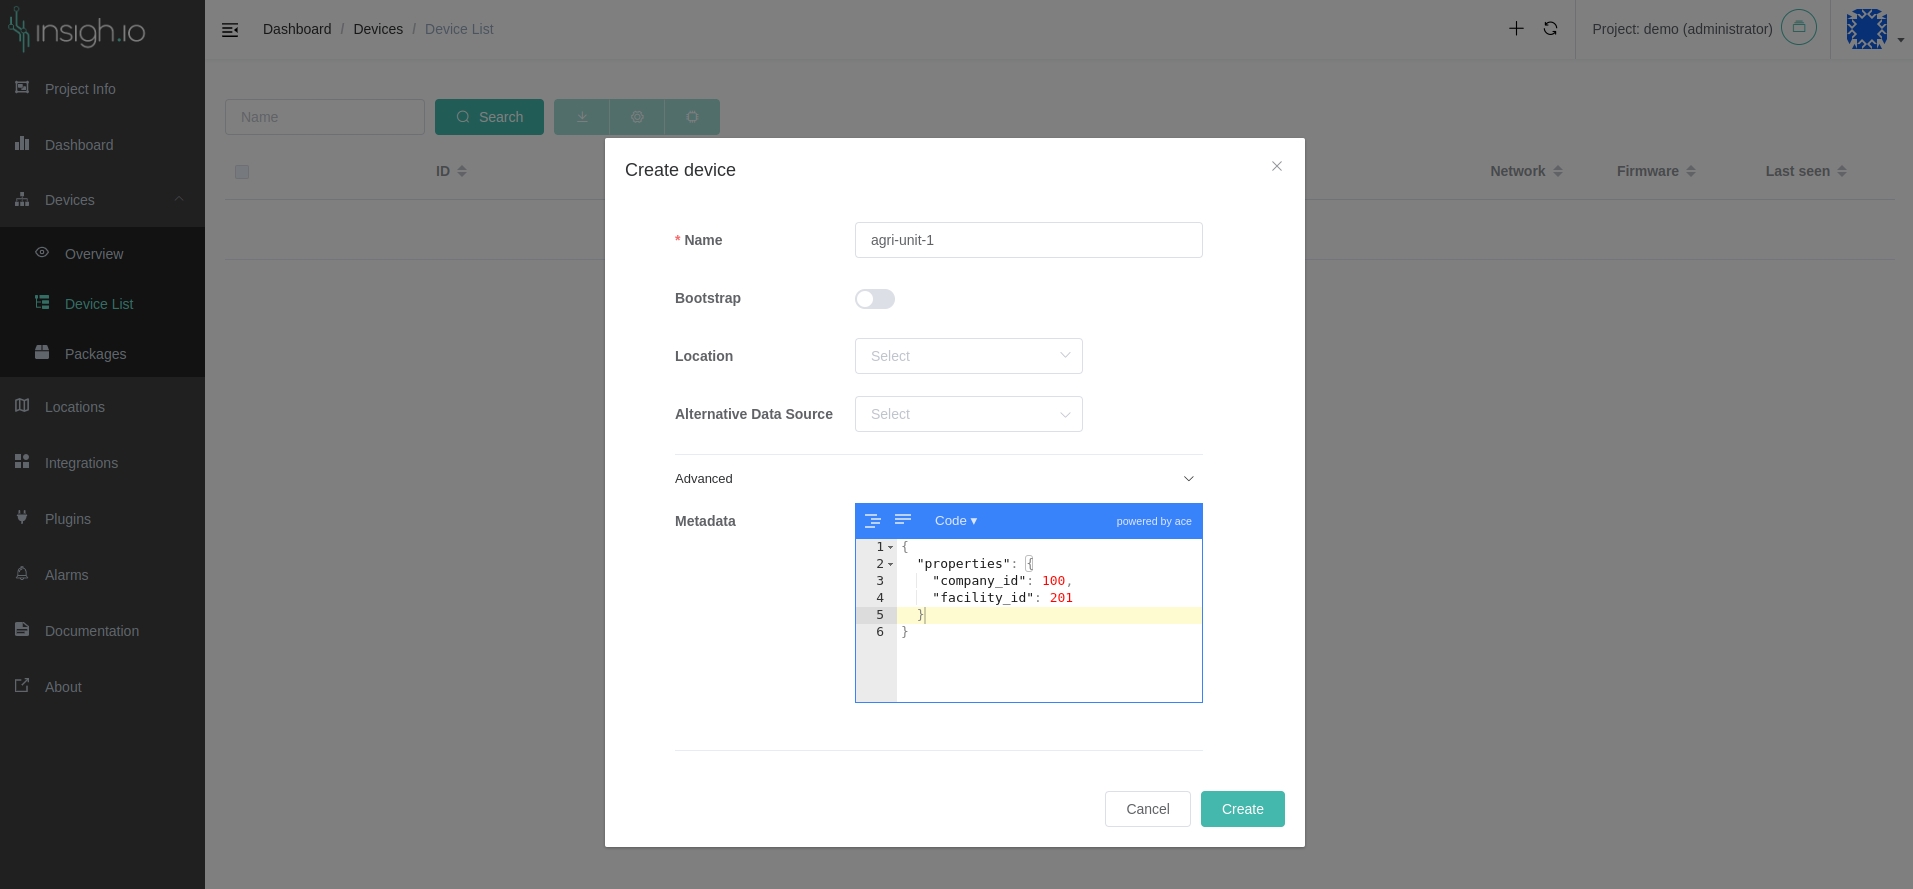 insigh.io
Dashboard / Devices / Device List
Project: demo (administrator)
Project Info
Dashboard
Devices
Overview
Device List
Packages
Locations
Integrations
Plugins
Alarms
Documentation
About
Name
Search
ID
Network
Firmware
Last seen
Create device
* Name
agri-unit-1
Bootstrap
Location
Select
Alternative Data Source
Select
Advanced
Metadata
Code ▾
powered by ace
1 {
2 "properties": {
3 "company_id": 100,
4 "facility_id": 201
5 }
6 }
Cancel
Create